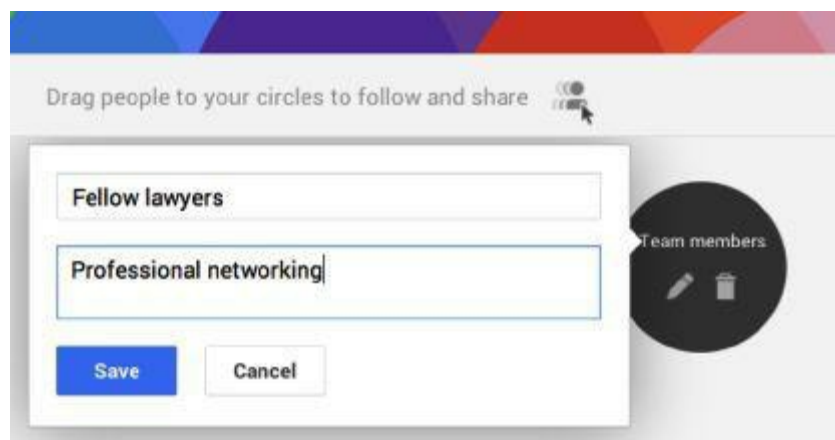 Drag people to your circles to follow and share
Fellow lawyers
Team members
Professional networking
Save Cancel